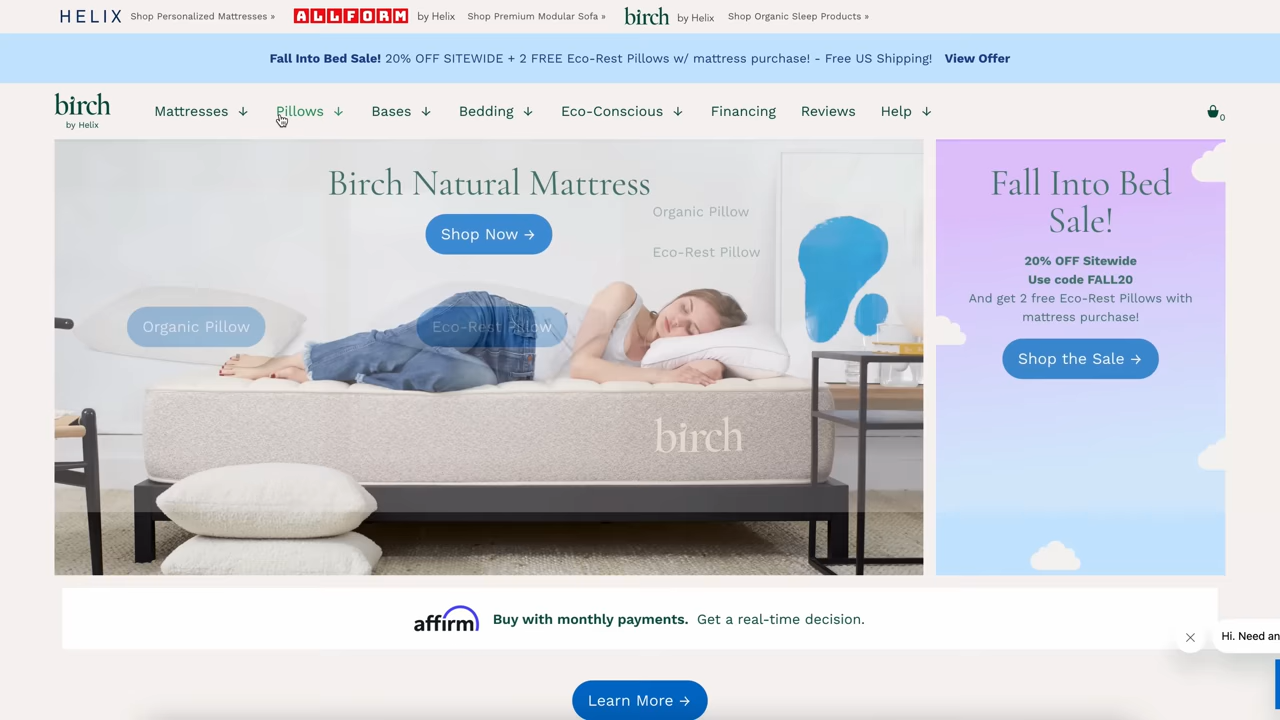 HELIX Shop Personalized Mattresses » ALLFORM by Helix Shop Premium Modular Sofa » birch by Helix Shop Organic Sleep Products »
Fall Into Bed Sale! 20% OFF SITEWIDE + 2 FREE Eco-Rest Pillows w/ mattress purchase! - Free US Shipping! View Offer
birch
by Helix
Mattresses ↓ Pillows ↓ Bases ↓ Bedding ↓ Eco-Conscious ↓ Financing Reviews Help ↓ 0
Birch Natural Mattress
Shop Now →
Organic Pillow
Eco-Rest Pillow
Organic Pillow
Eco-Rest Pillow
birch
Fall Into Bed
Sale!
20% OFF Sitewide
Use code FALL20
And get 2 free Eco-Rest Pillows with
mattress purchase!
Shop the Sale →
affirm Buy with monthly payments. Get a real-time decision.
Hi. Need an
Learn More →